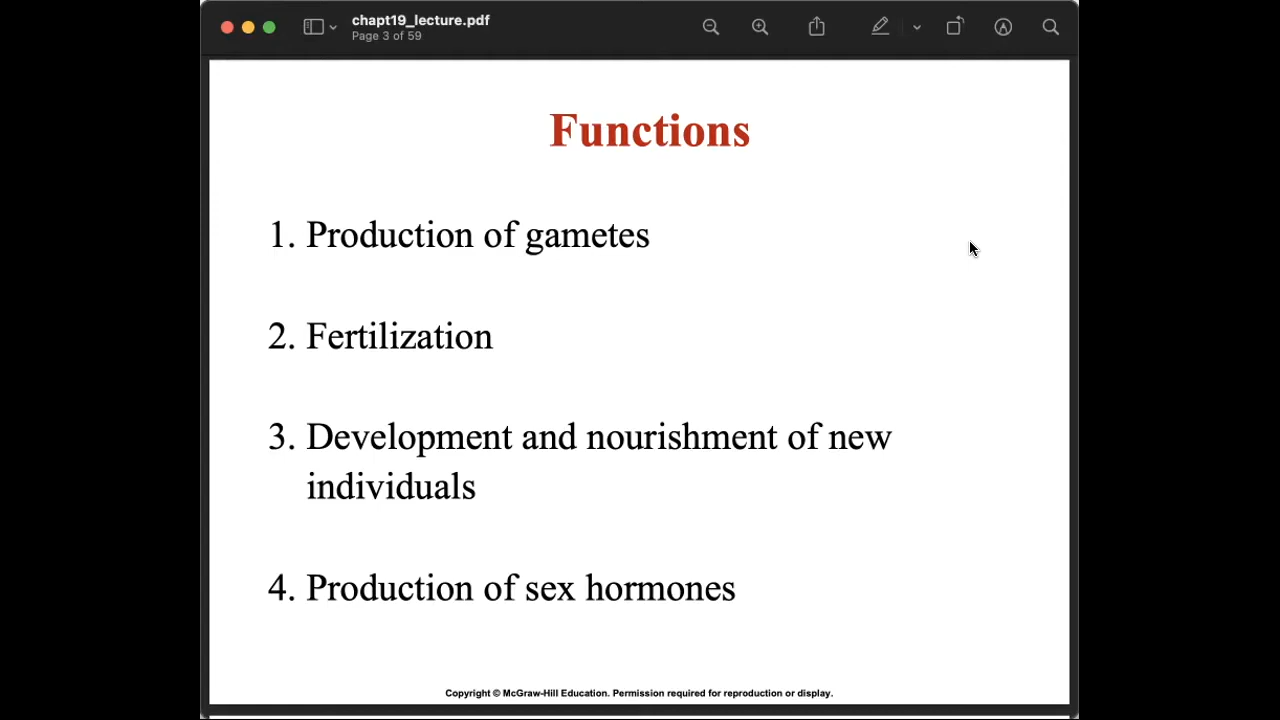 chapt19_lecture.pdf
Page 3 of 59
Functions
1. Production of gametes
2. Fertilization
3. Development and nourishment of new
individuals
4. Production of sex hormones
Copyright © McGraw-Hill Education. Permission required for reproduction or display.